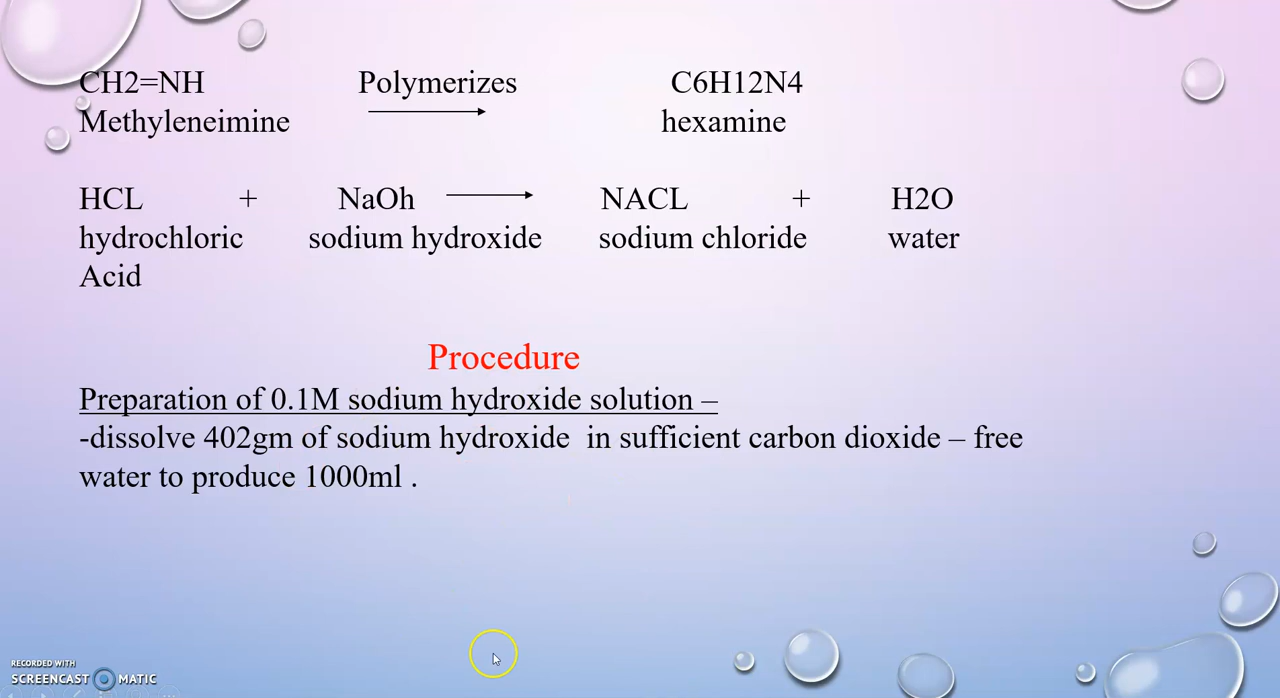 CH2=NH Polymerizes C6H12N4
Methyleneimine hexamine
HCL + NaOh NACL + H2O
hydrochloric sodium hydroxide sodium chloride water
Acid
Procedure
Preparation of 0.1M sodium hydroxide solution –
-dissolve 402gm of sodium hydroxide in sufficient carbon dioxide – free
water to produce 1000ml .
RECORDED WITH
SCREENCAST MATIC